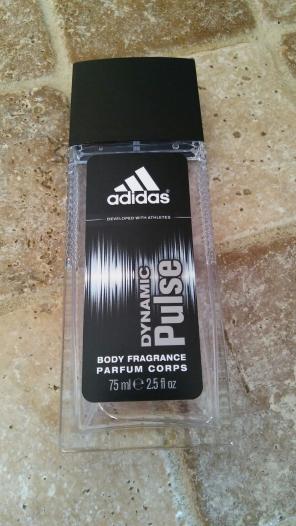 adidas®
DEVELOPED WITH ATHLETES
DYNAMIC
Pulse
BODY FRAGRANCE
PARFUM CORPS
75 ml ℮ 2.5 fl oz